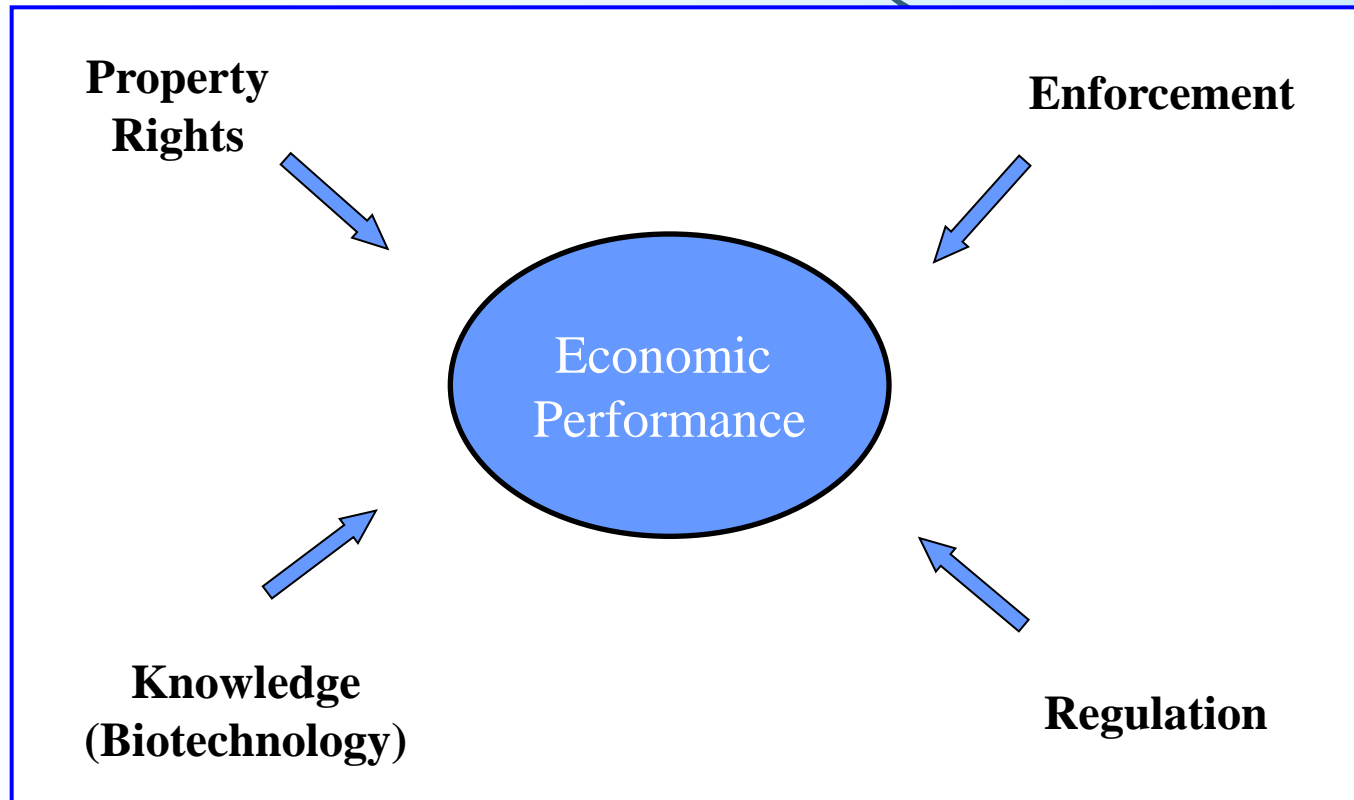 Property
Rights
Enforcement
Economic
Performance
Knowledge
(Biotechnology)
Regulation